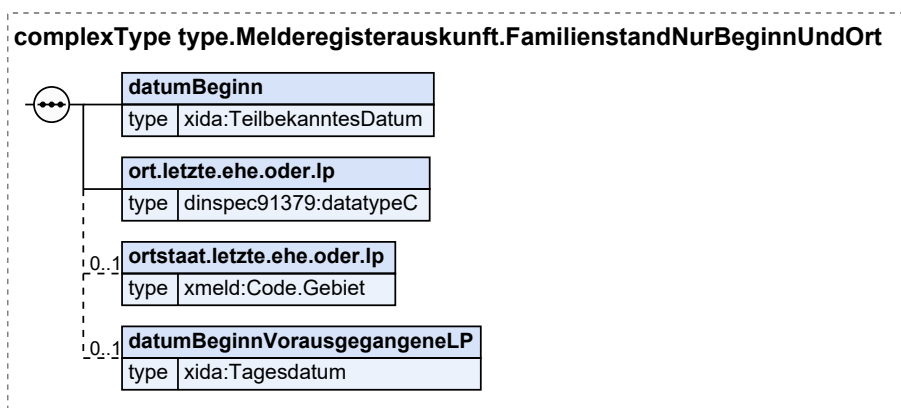 complexType type.Melderegisterauskunft.FamilienstandNurBeginnUndOrt
datumBeginn
type xida:TeilbekanntesDatum
ort.letzte.ehe.oder.lp
type dinspec91379:datatypeC
0..1 ortstaat.letzte.ehe.oder.lp
type xmeld:Code.Gebiet
0..1 datumBeginnVorausgegangeneLP
type xida:Tagesdatum